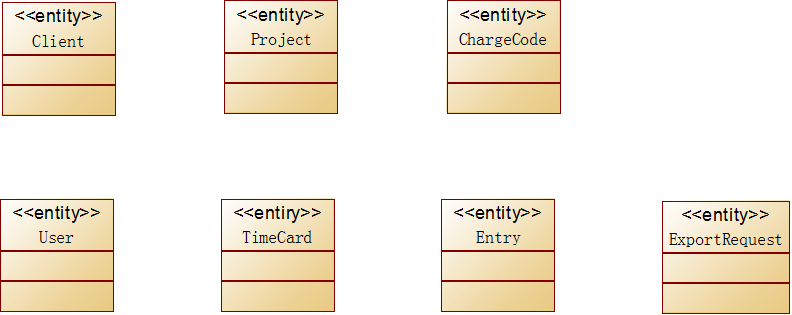 <<entity>>
Client
<<entity>>
Project
<<entity>>
ChargeCode
<<entity>>
User
<<entiry>>
TimeCard
<<entity>>
Entry
<<entity>>
ExportRequest